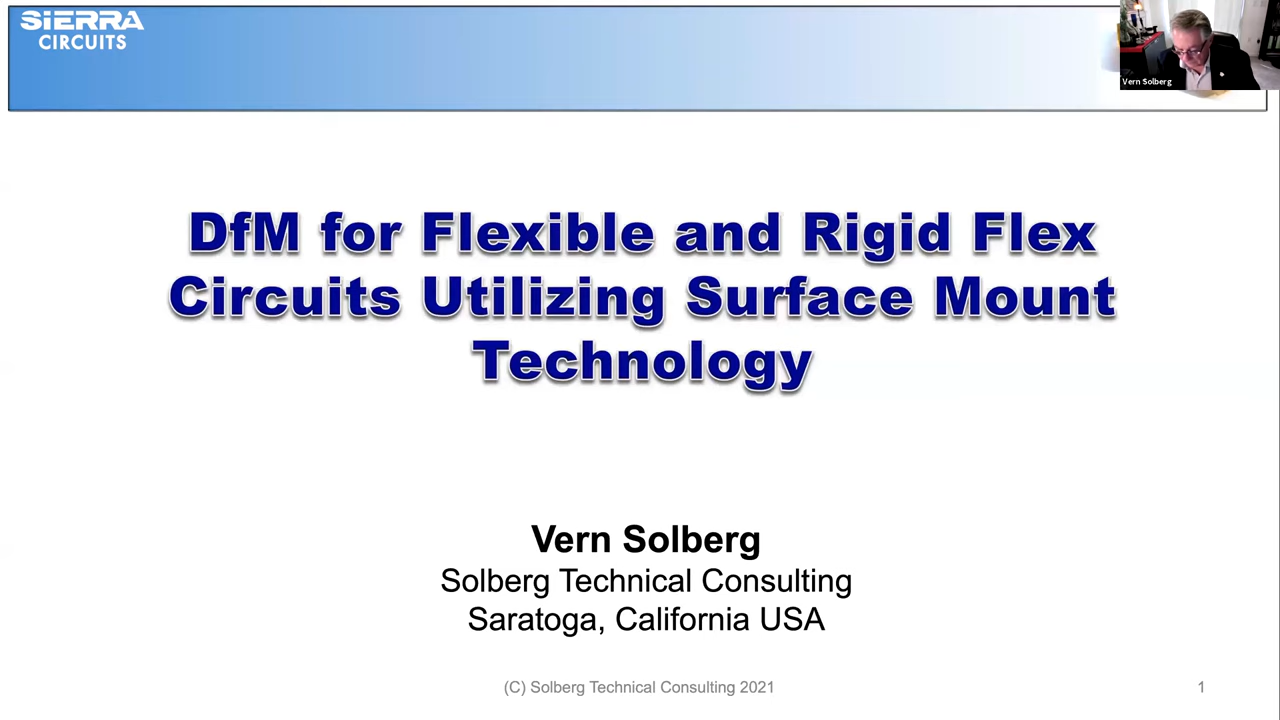 SIERRA
CIRCUITS
Vern Solberg
DfM for Flexible and Rigid Flex
Circuits Utilizing Surface Mount
Technology
Vern Solberg
Solberg Technical Consulting
Saratoga, California USA
(C) Solberg Technical Consulting 2021
1